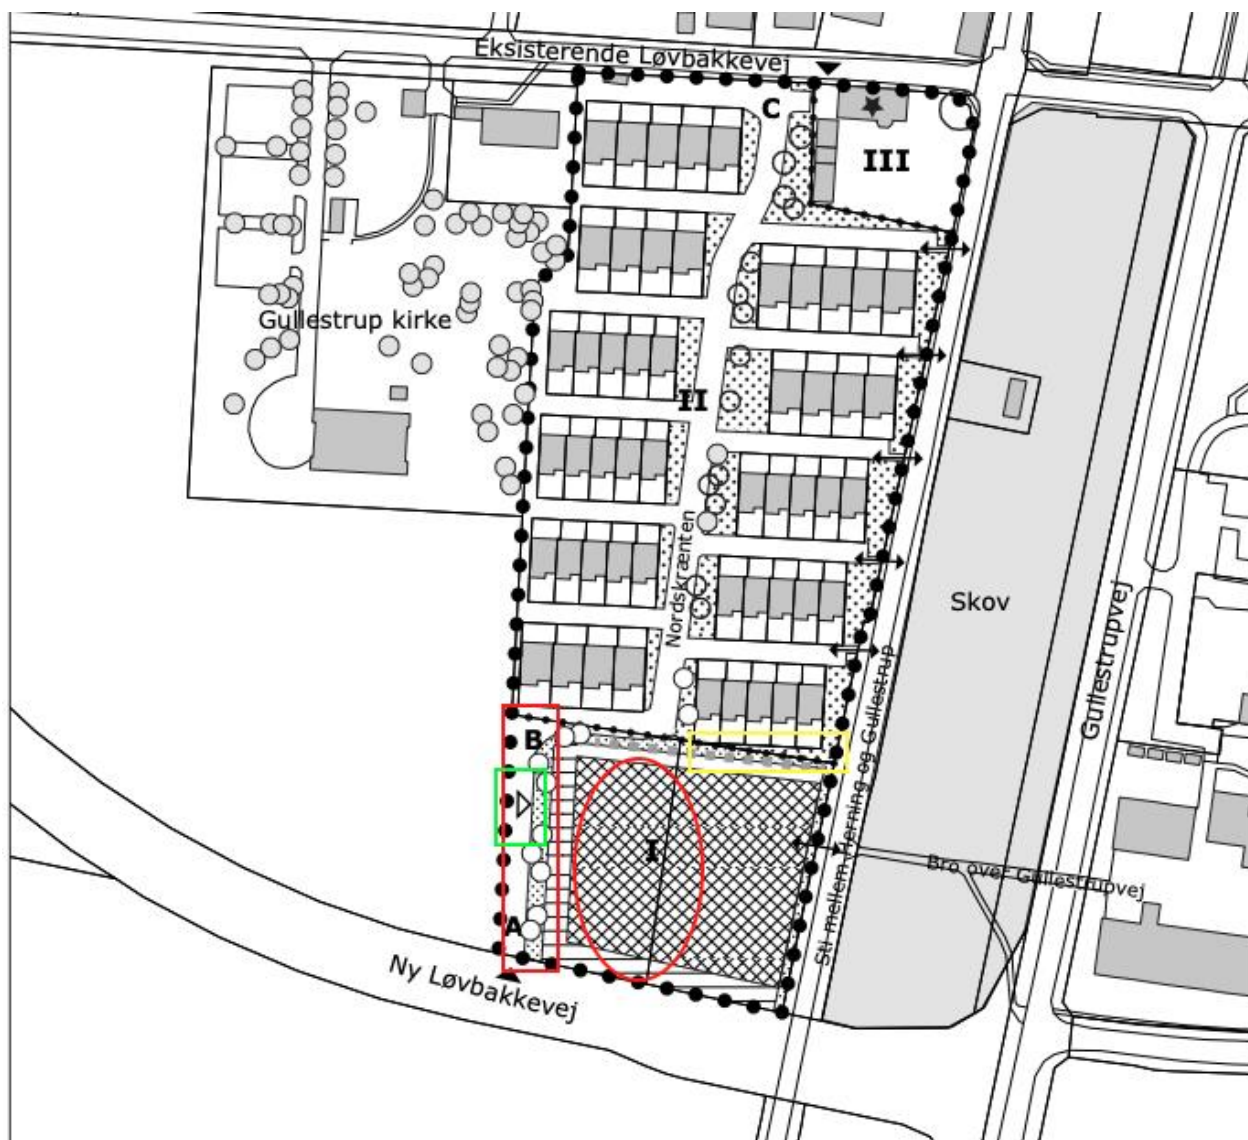 Eksisterende Løvbakkevej
C
III
Gullestrup kirke
II
Nordskrænten
Skov
Gullestrupvej
Sti mellem Herning og Gullestrup
B
I
Bro over Gullestrupvej
A
Ny Løvbakkevej